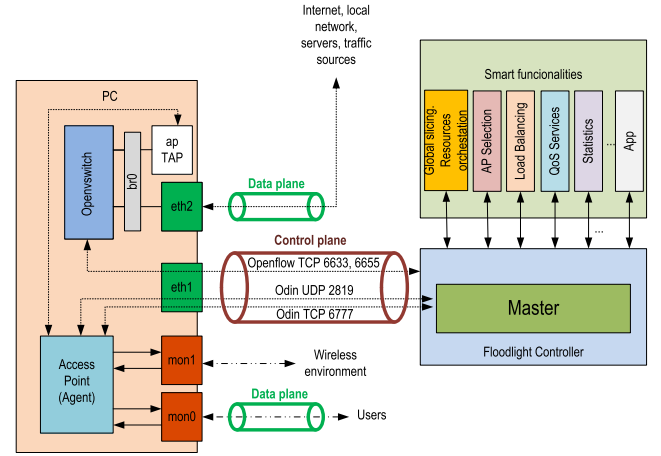 Internet, local
network,
servers, traffic
sources
PC
Openvswitch
br0
ap
TAP
eth2
Data plane
eth1
Control plane
Openflow TCP 6633, 6655
Odin UDP 2819
Odin TCP 6777
Access
Point
(Agent)
mon1
Wireless
environment
mon0
Data plane
Users
Smart funcionalities
Global slicing.
Resources
orchestation
AP Selection
Load Balancing
QoS Services
Statistics
...
App
...
Master
Floodlight Controller